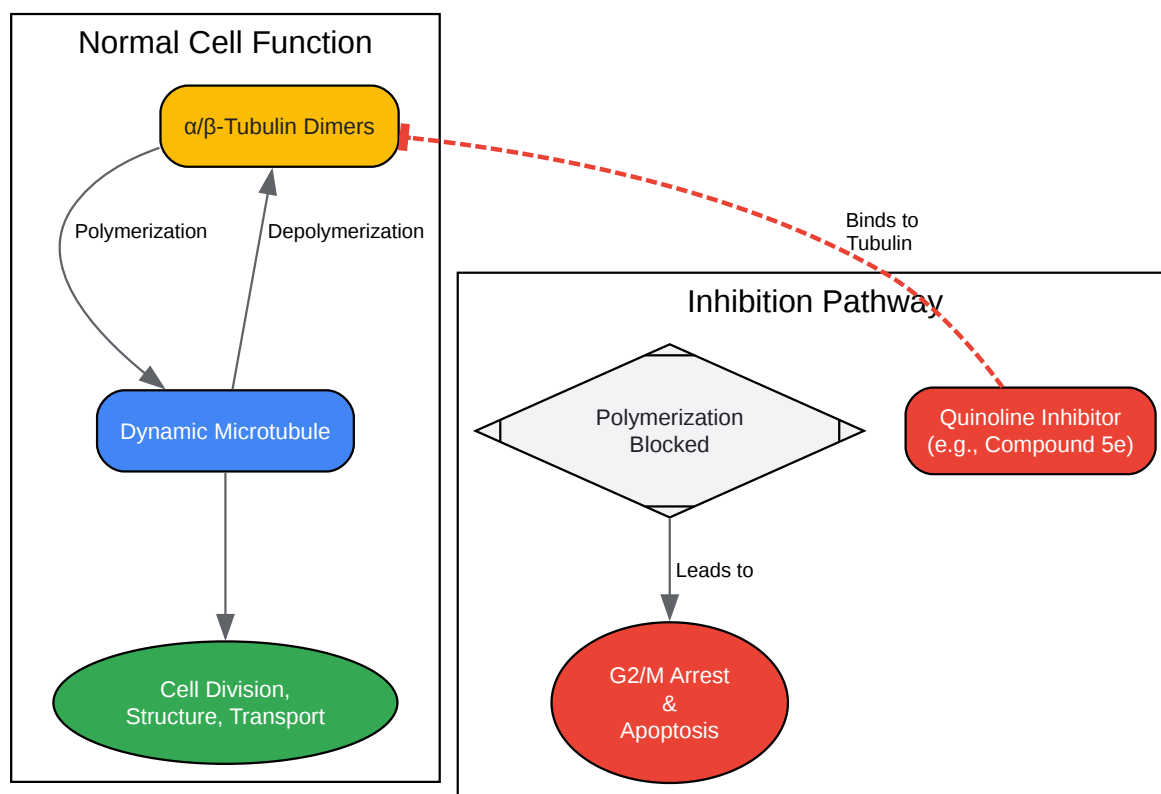 Normal Cell Function
α/β-Tubulin Dimers
Polymerization
Depolymerization
Dynamic Microtubule
Cell Division,
Structure, Transport
Binds to
Tubulin
Inhibition Pathway
Polymerization
Blocked
Quinoline Inhibitor
(e.g., Compound 5e)
Leads to
G2/M Arrest
&
Apoptosis